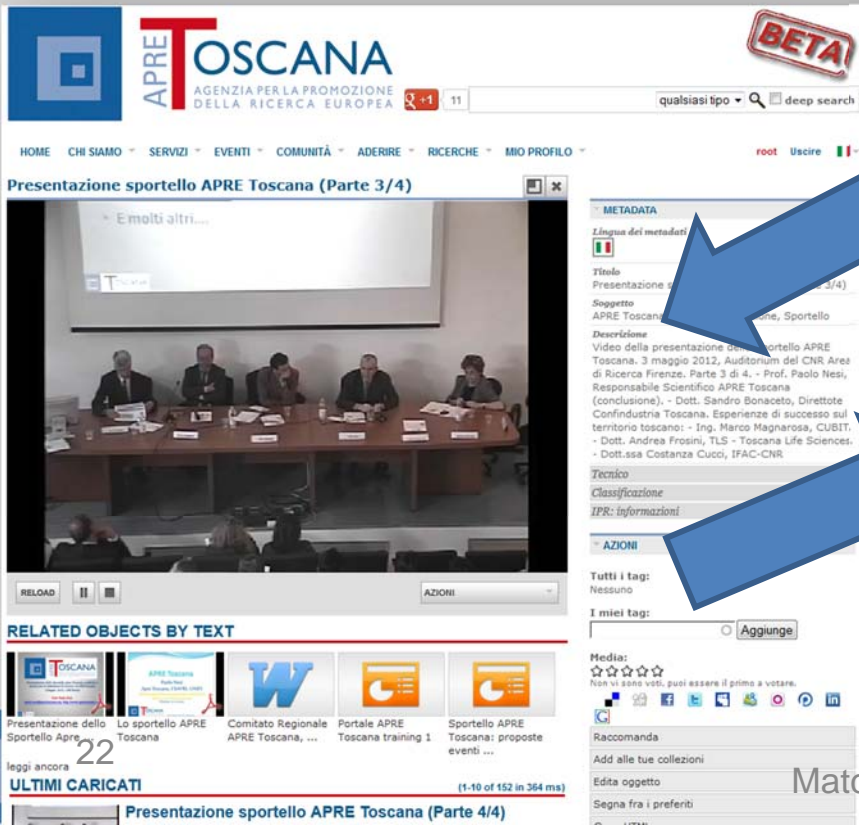 APRE TOSCANA
AGENZIA PER LA PROMOZIONE
DELLA RICERCA EUROPEA
BETA
+1 11
qualsiasi tipo deep search
HOME CHI SIAMO SERVIZI EVENTI COMUNITÀ ADERIRE RICERCHE MIO PROFILO
root Uscire
Presentazione sportello APRE Toscana (Parte 3/4)
E molti altri....
TOSCANA
RELOAD
AZIONI
METADATA
Lingua dei metadati
Titolo
Presentazione 3/4)
Soggetto
APRE Toscana Sportello
Descrizione
Video della presentazione dello sportello APRE
Toscana. 3 maggio 2012, Auditorium del CNR Area
di Ricerca Firenze. Parte 3 di 4. - Prof. Paolo Nesi,
Responsabile Scientifico APRE Toscana
(conclusione). - Dott. Sandro Bonaceto, Direttote
Confindustria Toscana. Esperienze di successo sul
territorio toscano: - Ing. Marco Magnarosa, CUBIT.
- Dott. Andrea Frosini, TLS - Toscana Life Sciences.
- Dott.ssa Costanza Cucci, IFAC-CNR
Tecnico
Classificazione
IPR: informazioni
AZIONI
Tutti i tag:
Nessuno
I miei tag:
Aggiunge
Media:
Non vi sono voti, puoi essere il primo a votare.
Raccomanda
Add alle tue collezioni
Edita oggetto
Segna fra i preferiti
RELATED OBJECTS BY TEXT
TOSCANA
APRE Toscana
Paolo Nesi
Presentazione dello
Sportello Apre ...
Lo sportello APRE
Toscana
Comitato Regionale
APRE Toscana, ...
Portale APRE
Toscana training 1
Sportello APRE
Toscana: proposte
eventi ...
leggi ancora
22
ULTIMI CARICATI (1-10 of 152 in 364 ms)
Presentazione sportello APRE Toscana (Parte 4/4)